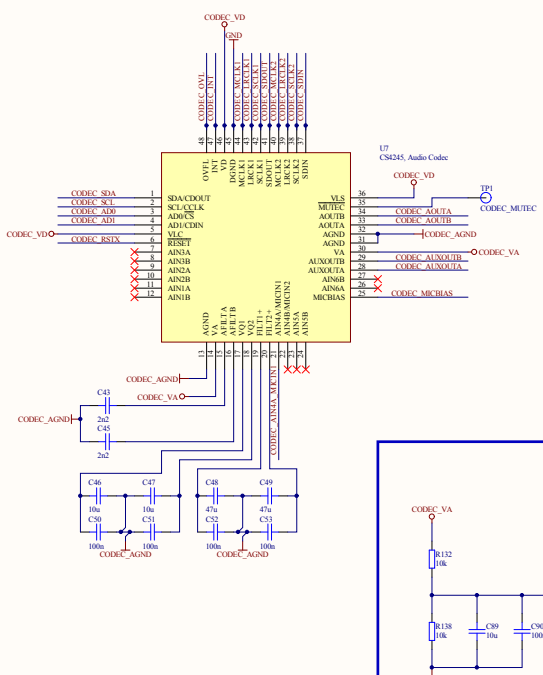 CODEC_VD
GND
CODEC_OVL
CODEC_INT
CODEC_MCLK1
CODEC_LRCLK1
CODEC_SCLK1
CODEC_SDOUT
CODEC_MCLK2
CODEC_LRCLK2
CODEC_SCLK2
CODEC_SDIN
48
47
46
45
44
43
42
41
40
39
38
37
OVFL
INT
VD
DGND
MCLK1
LRCK1
SCLK1
SDOUT
MCLK2
LRCK2
SCLK2
SDIN
U7
CS4245, Audio Codec
CODEC_VD
TP1
CODEC_MUTEC
CODEC_SDA 1 SDA/CDOUT
CODEC_SCL 2 SCL/CCLK
CODEC_AD0 3 AD0/CS
CODEC_AD1 4 AD1/CDIN
CODEC_VD 5 VLC
CODEC_RSTX 6 RESET
7 AIN3A
8 AIN3B
9 AIN2A
10 AIN2B
11 AIN1A
12 AIN1B
VLS 36
MUTEC 35
AOUTB 34 CODEC_AOUTA
AOUTA 33 CODEC_AOUTB
AGND 32 CODEC_AGND
AGND 31
VA 30 CODEC_VA
AUXOUTB 29 CODEC_AUXOUTB
AUXOUTA 28 CODEC_AUXOUTA
AIN6B 27
AIN6A 26
MICBIAS 25 CODEC_MICBIAS
AGND
VA
AFILTA
AFILTB
VQ1
VQ2
FILT1+
FILT2+
AIN4A/MICIN1
AIN4B/MICIN2
AIN5A
AIN5B
13
14
15
16
17
18
19
20
21
22
23
24
CODEC_AIN4A_MICIN1
CODEC_AGND
CODEC_VA
C43
2n2
CODEC_AGND
C45
2n2
C46
10u
C47
10u
C50
100n
C51
100n
CODEC_AGND
C48
47u
C49
47u
C52
100n
C53
100n
CODEC_AGND
CODEC_VA
R132
10k
R138
10k
C89
10u
C90